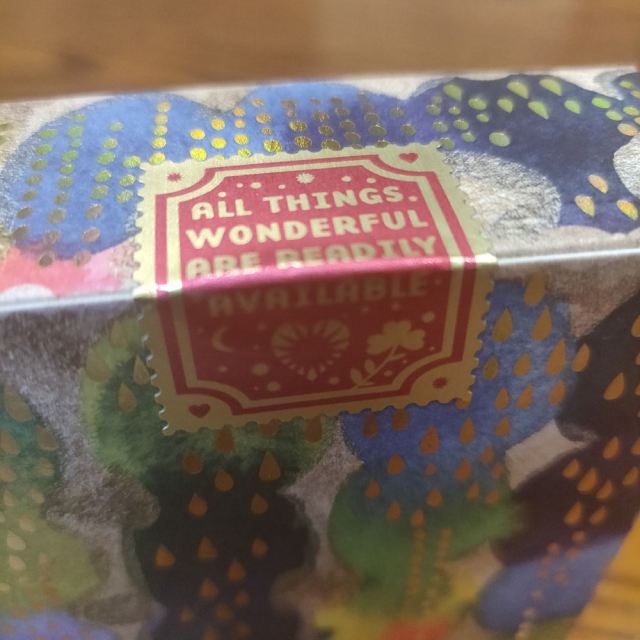 ALL THINGS.
WONDERFUL
ARE READILY
AVAILABLE.